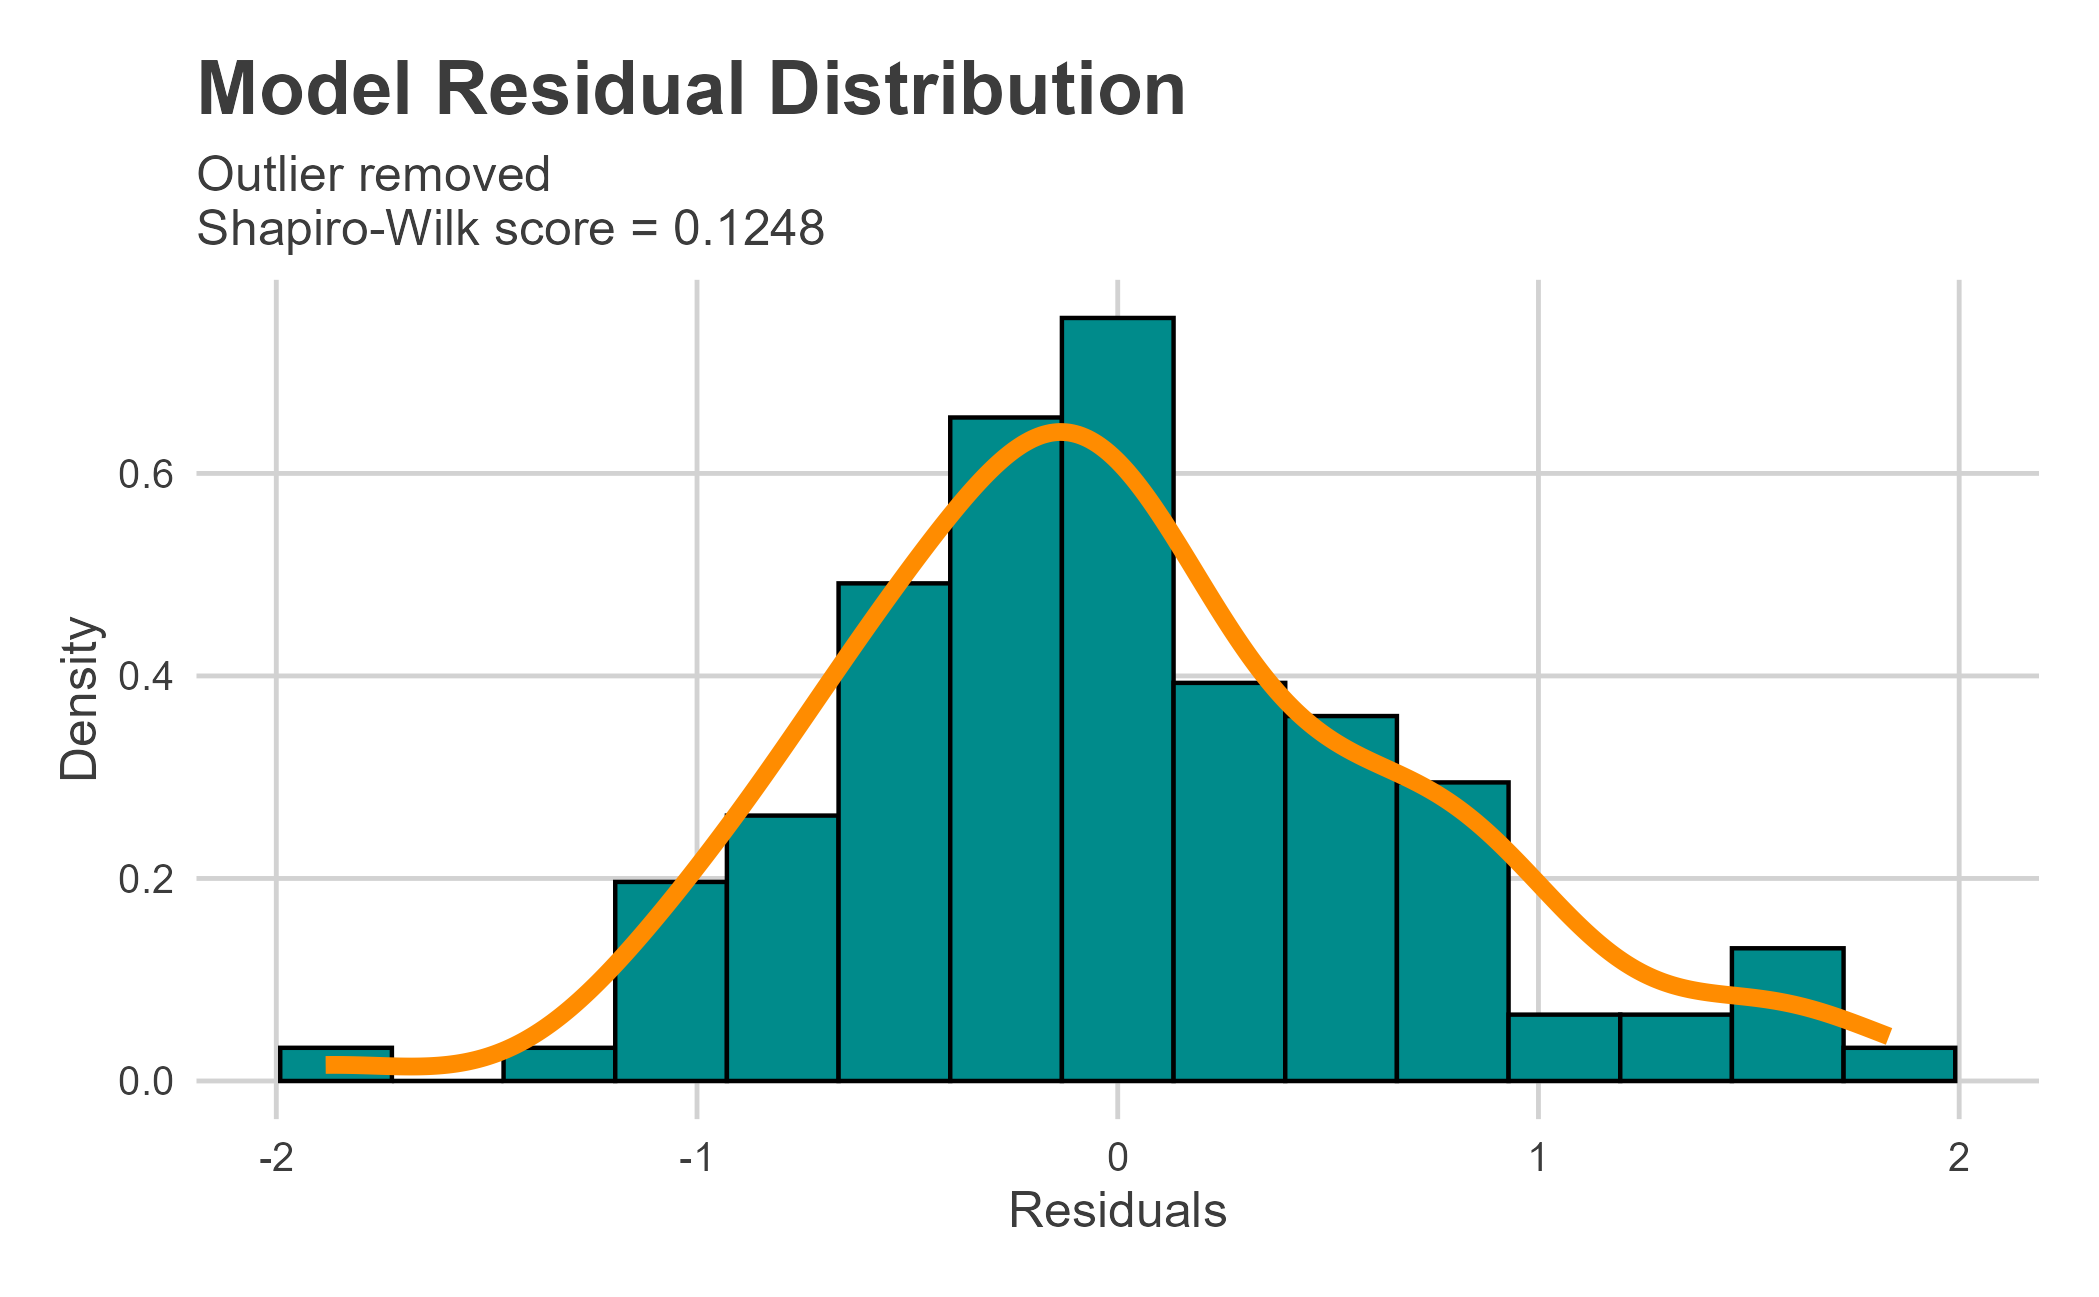 Model Residual Distribution
Outlier removed
Shapiro-Wilk score = 0.1248
Density
0.6
0.4
0.2
0.0
-2
-1
0
1
2
Residuals